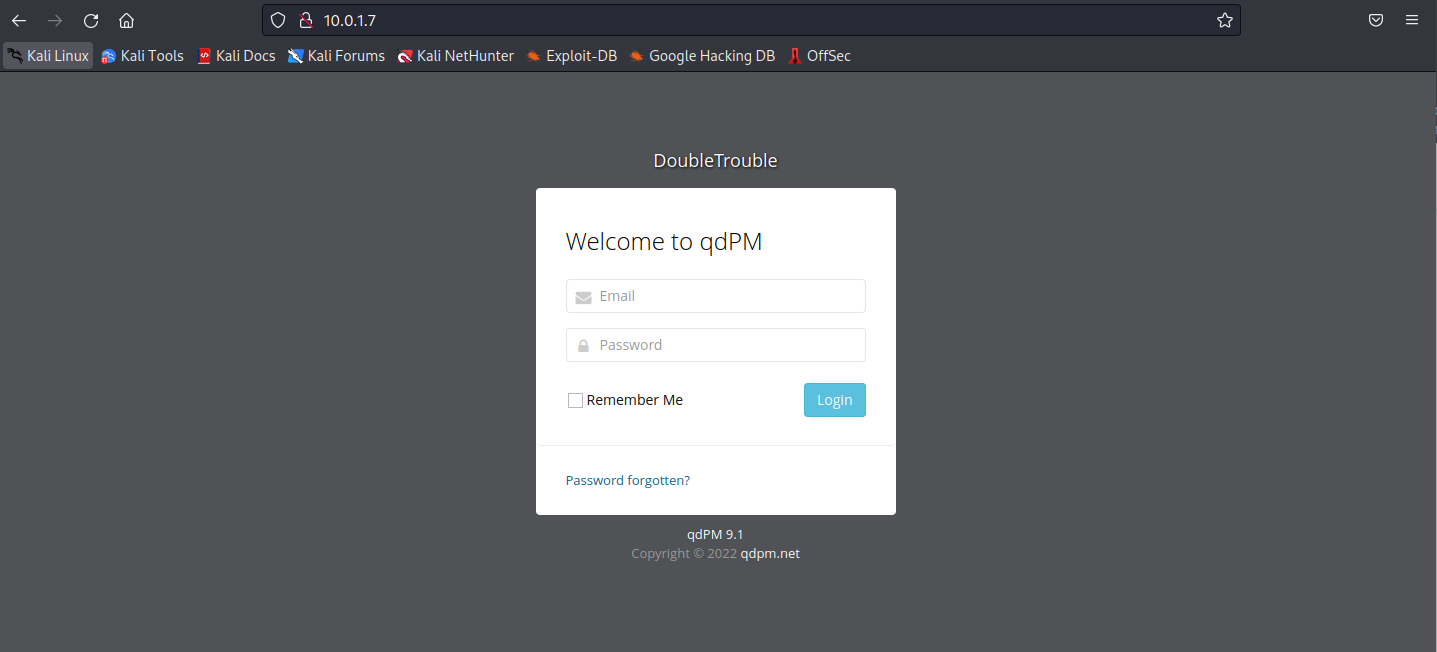 10.0.1.7
Kali Linux Kali Tools Kali Docs Kali Forums Kali NetHunter Exploit-DB Google Hacking DB OffSec
DoubleTrouble
Welcome to qdPM
Email
Password
Remember Me Login
Password forgotten?
qdPM 9.1
Copyright © 2022 qdpm.net